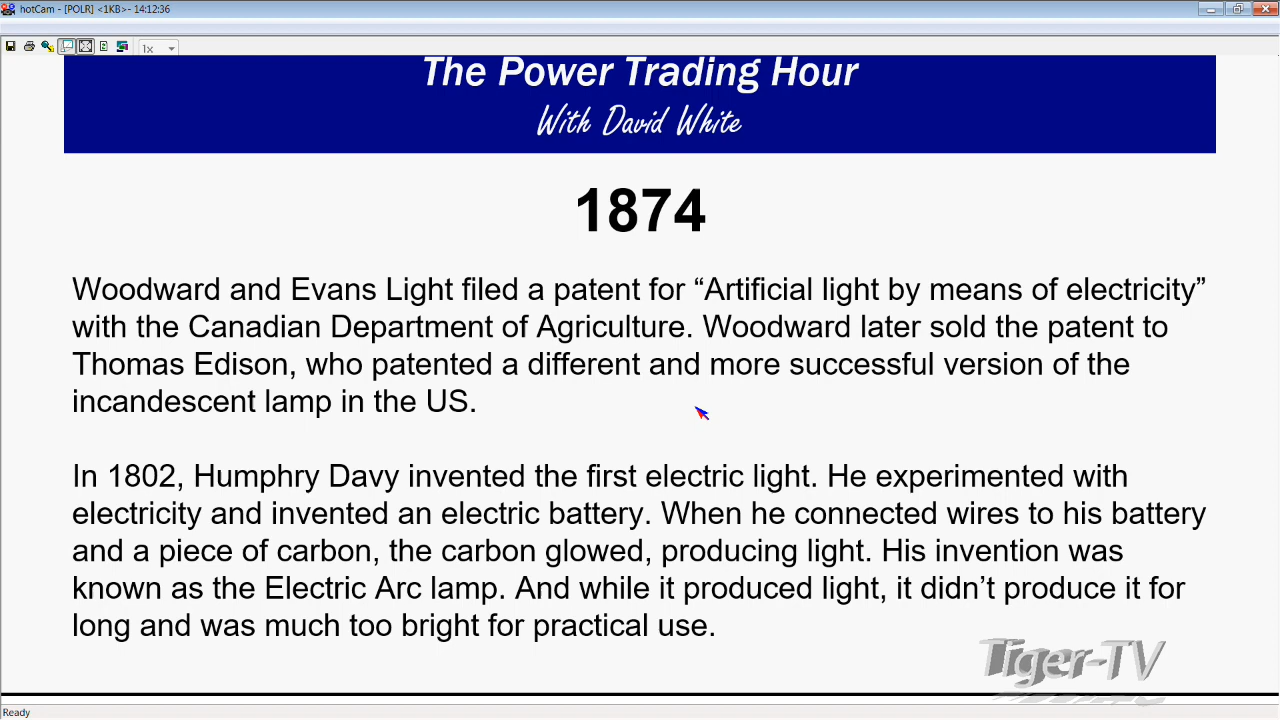 hotCam - [POLR] <1KB>- 14:12:36
1x
The Power Trading Hour
With David White
1874
Woodward and Evans Light filed a patent for “Artificial light by means of electricity”
with the Canadian Department of Agriculture. Woodward later sold the patent to
Thomas Edison, who patented a different and more successful version of the
incandescent lamp in the US.
In 1802, Humphry Davy invented the first electric light. He experimented with
electricity and invented an electric battery. When he connected wires to his battery
and a piece of carbon, the carbon glowed, producing light. His invention was
known as the Electric Arc lamp. And while it produced light, it didn’t produce it for
long and was much too bright for practical use.
Tiger-TV
Ready